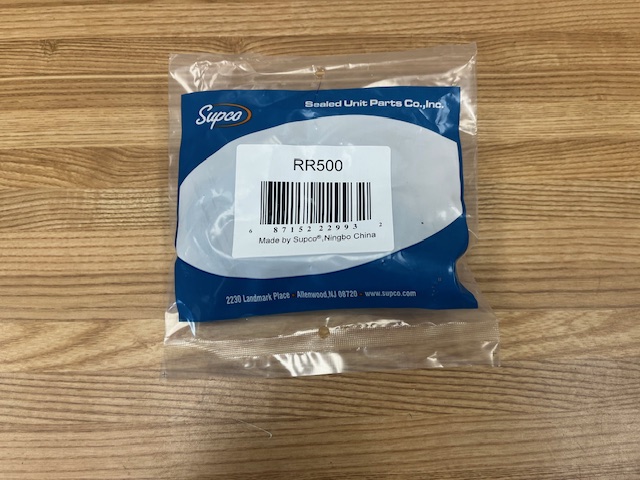 Supco
Sealed Unit Parts Co.,Inc.
RR500
6 87152 22993 2
Made by Supco®,Ningbo China
2230 Landmark Place - Allenwood,NJ 08720 - www.supco.com